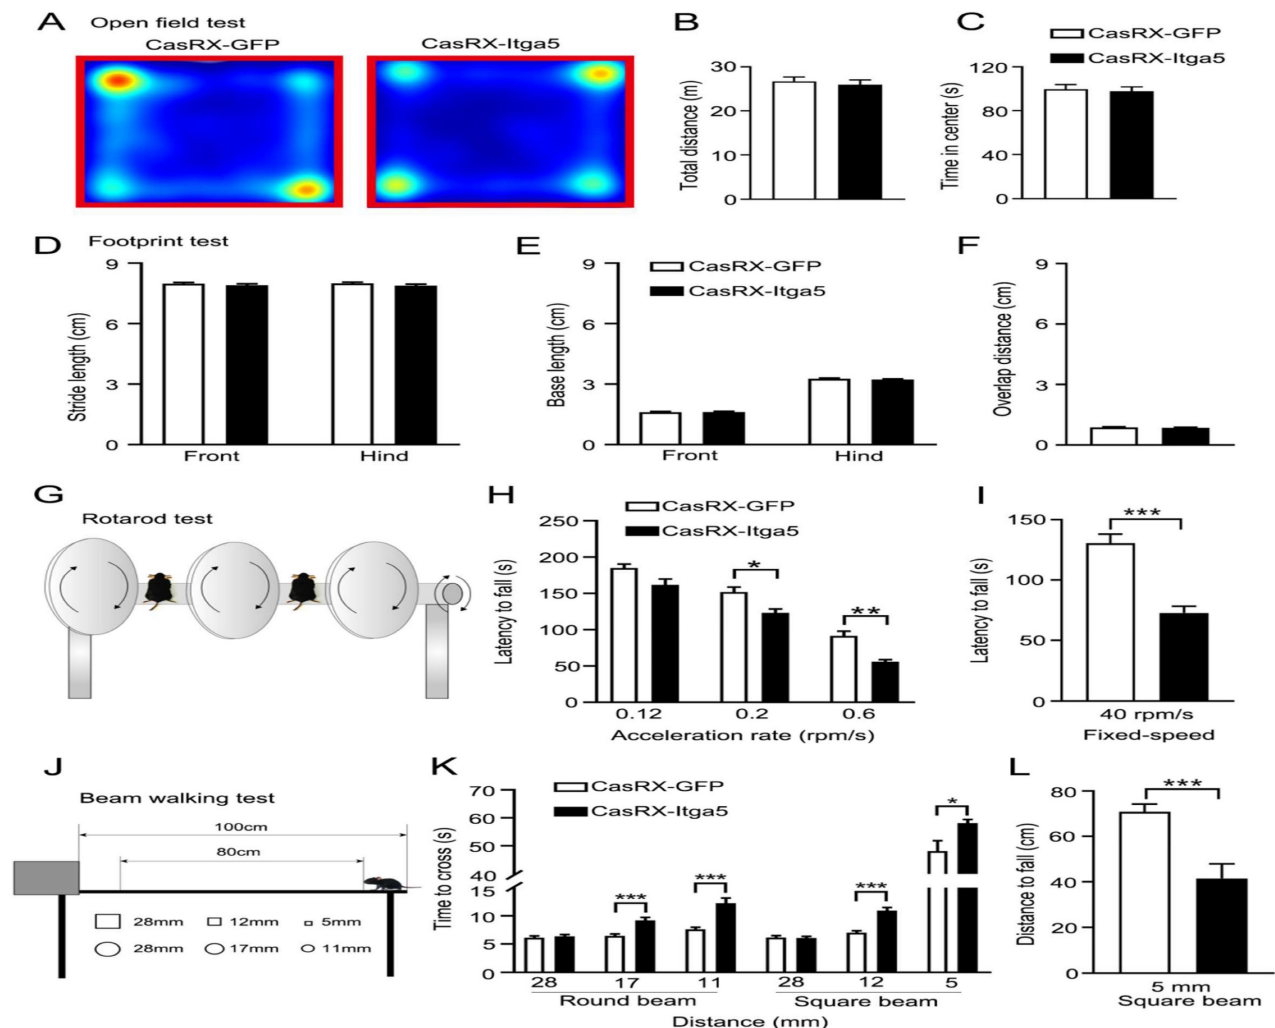 A Open field test
CasRX-GFP CasRX-Itga5
B
Total distance (m)
30
20
10
0
C
CasRX-GFP
CasRX-Itga5
Time in center (s)
120
80
40
0
D Footprint test
Stride length (cm)
9
6
3
0
Front Hind
E
CasRX-GFP
CasRX-Itga5
Base length (cm)
9
6
3
0
Front Hind
F
Overlap distance (cm)
9
6
3
0
G
Rotarod test
H
CasRX-GFP
CasRX-Itga5
Latency to fall (s)
250
200
150
100
50
0
* **
0.12 0.2 0.6
Acceleration rate (rpm/s)
I
Latency to fall (s)
150
100
50
0
***
40 rpm/s
Fixed-speed
J
Beam walking test
100cm
80cm
28mm 12mm 5mm
28mm 17mm 11mm
K
CasRX-GFP
CasRX-Itga5
Time to cross (s)
70
60
50
40
15
10
5
0
*** *** *** *
28 17 11 28 12 5
Round beam Square beam
Distance (mm)
L
Distance to fall (cm)
80
60
40
20
0
***
5 mm
Square beam